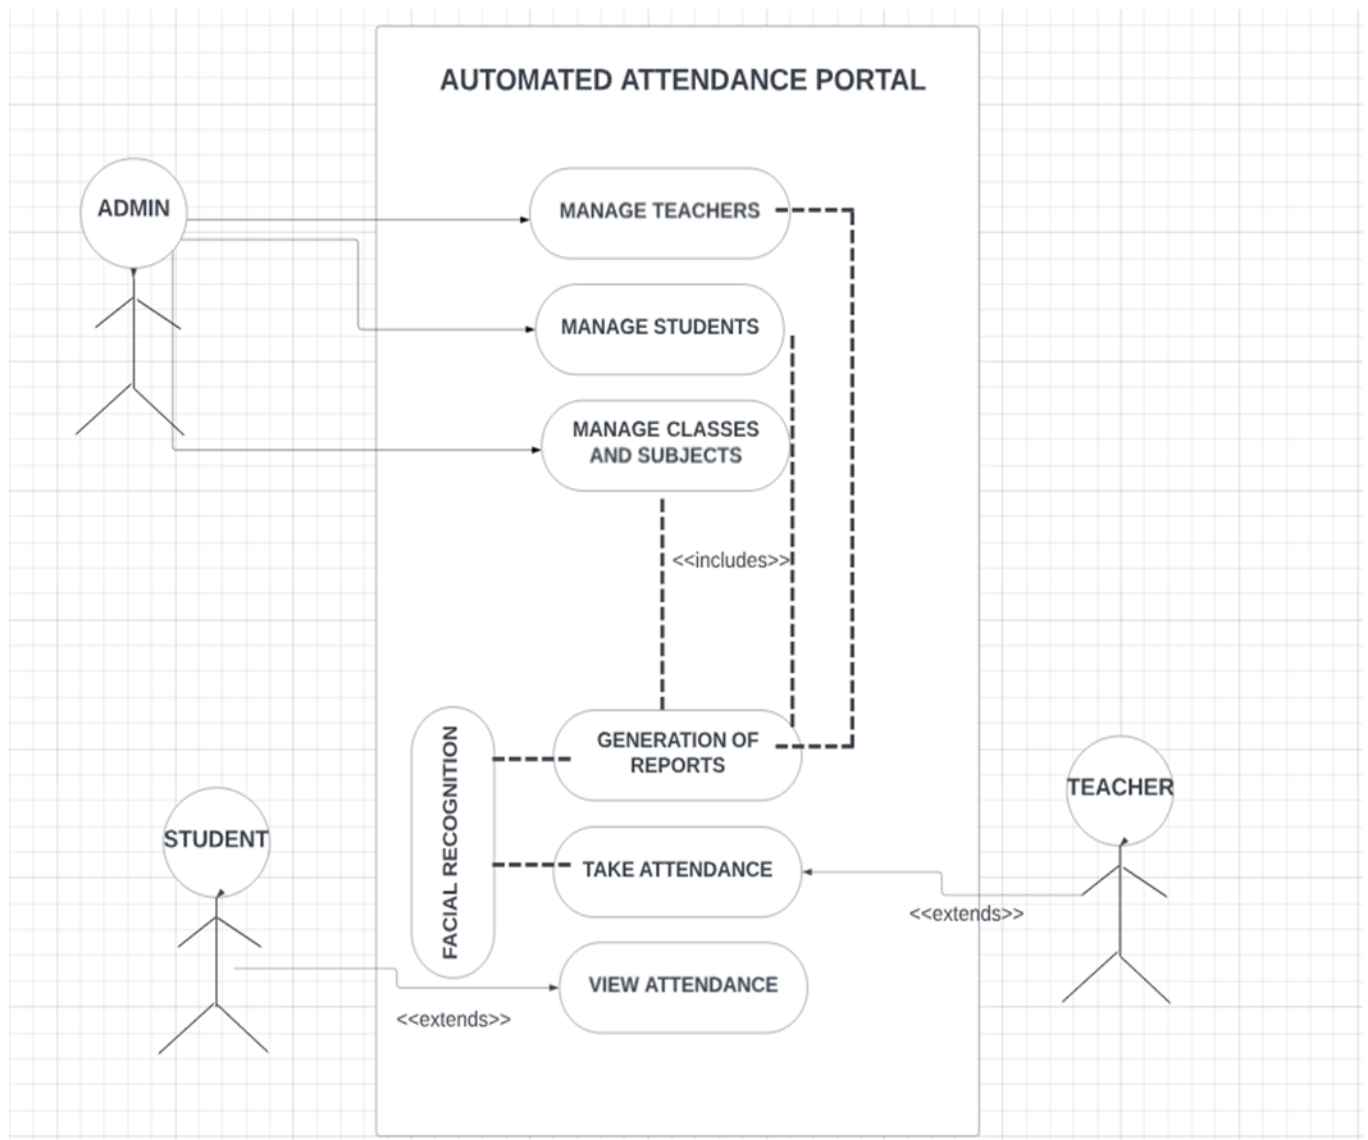 AUTOMATED ATTENDANCE PORTAL
ADMIN
MANAGE TEACHERS
MANAGE STUDENTS
MANAGE CLASSES
AND SUBJECTS
<<includes>>
FACIAL RECOGNITION
GENERATION OF
REPORTS
TEACHER
STUDENT
TAKE ATTENDANCE
<<extends>>
VIEW ATTENDANCE
<<extends>>